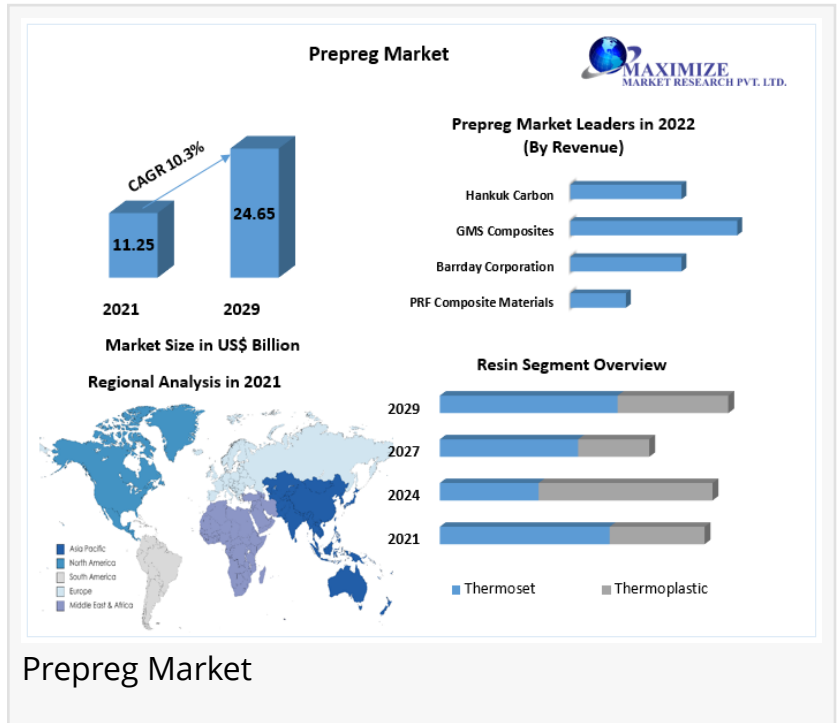 Prepreg Market
MAXIMIZE
MARKET RESEARCH PVT. LTD.
CAGR 10.3%
11.25
24.65
2021
2029
Market Size in US$ Billion
Prepreg Market Leaders in 2022
(By Revenue)
Hankuk Carbon
GMS Composites
Barrday Corporation
PRF Composite Materials
Regional Analysis in 2021
Asia Pacific
North America
South America
Europe
Middle East & Africa
Resin Segment Overview
2029
2027
2024
2021
Thermoset
Thermoplastic
Prepreg Market